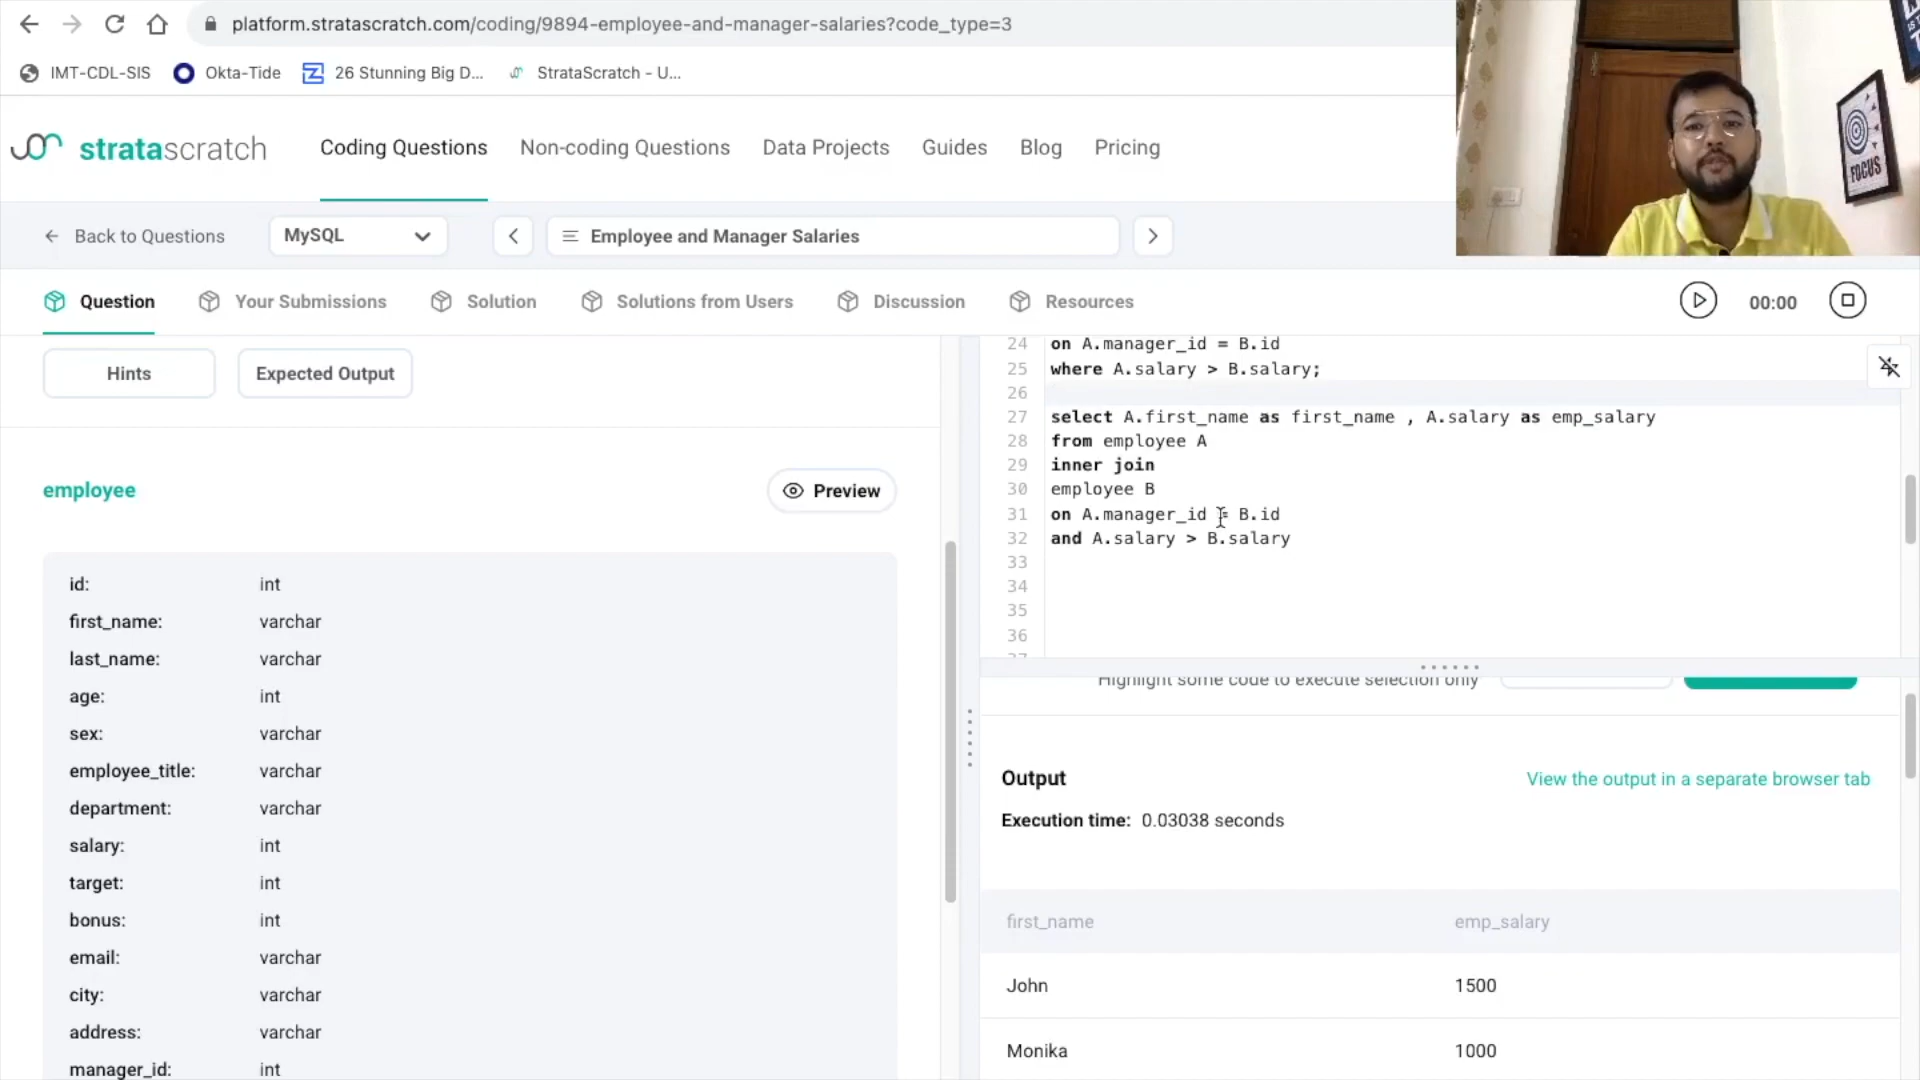 platform.stratascratch.com/coding/9894-employee-and-manager-salaries?code_type=3
IMT-CDL-SIS
Okta-Tide
26 Stunning Big D...
StrataScratch - U...
stratascratch
Coding Questions
Non-coding Questions
Data Projects
Guides
Blog
Pricing
FOCUS
Back to Questions
MySQL
Employee and Manager Salaries
Question
Your Submissions
Solution
Solutions from Users
Discussion
Resources
00:00
Hints
Expected Output
employee
Preview
id: int
first_name: varchar
last_name: varchar
age: int
sex: varchar
employee_title: varchar
department: varchar
salary: int
target: int
bonus: int
email: varchar
city: varchar
address: varchar
manager_id: int
24 on A.manager_id = B.id
25 where A.salary > B.salary;
26
27 select A.first_name as first_name , A.salary as emp_salary
28 from employee A
29 inner join
30 employee B
31 on A.manager_id = B.id
32 and A.salary > B.salary
33
34
35
36
37
Highlight some code to execute selection only
Output
View the output in a separate browser tab
Execution time: 0.03038 seconds
first_name emp_salary
John 1500
Monika 1000